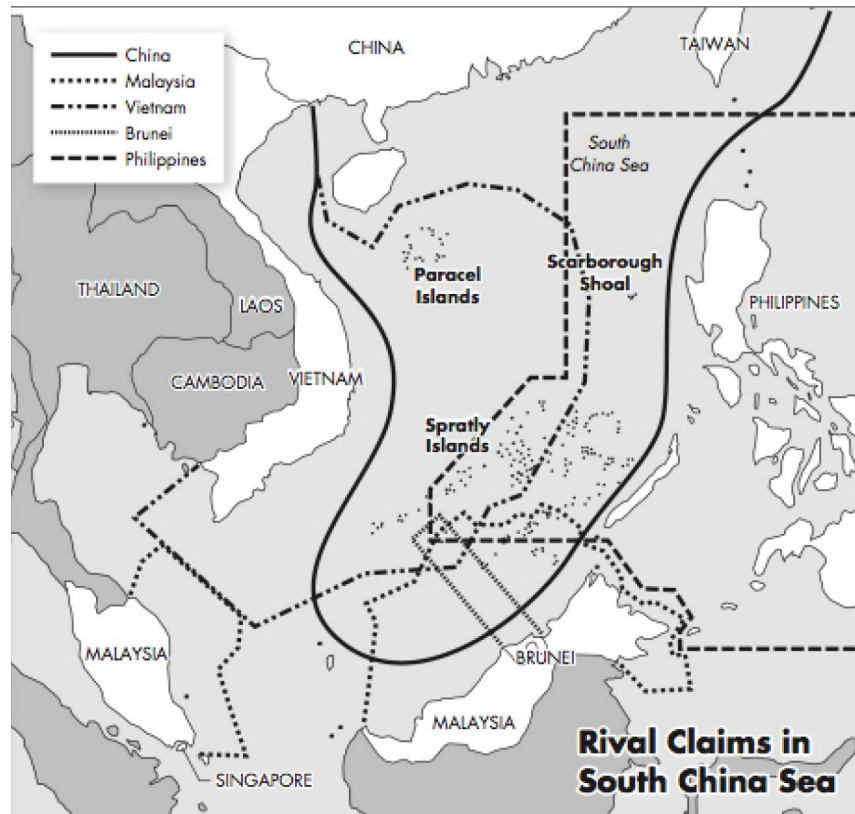 China
Malaysia
Vietnam
Brunei
Philippines
CHINA
TAIWAN
South
China Sea
THAILAND
LAOS
Paracel
Islands
Scarborough
Shoal
PHILIPPINES
CAMBODIA
VIETNAM
Spratly
Islands
MALAYSIA
BRUNEI
MALAYSIA
SINGAPORE
Rival Claims in
South China Sea